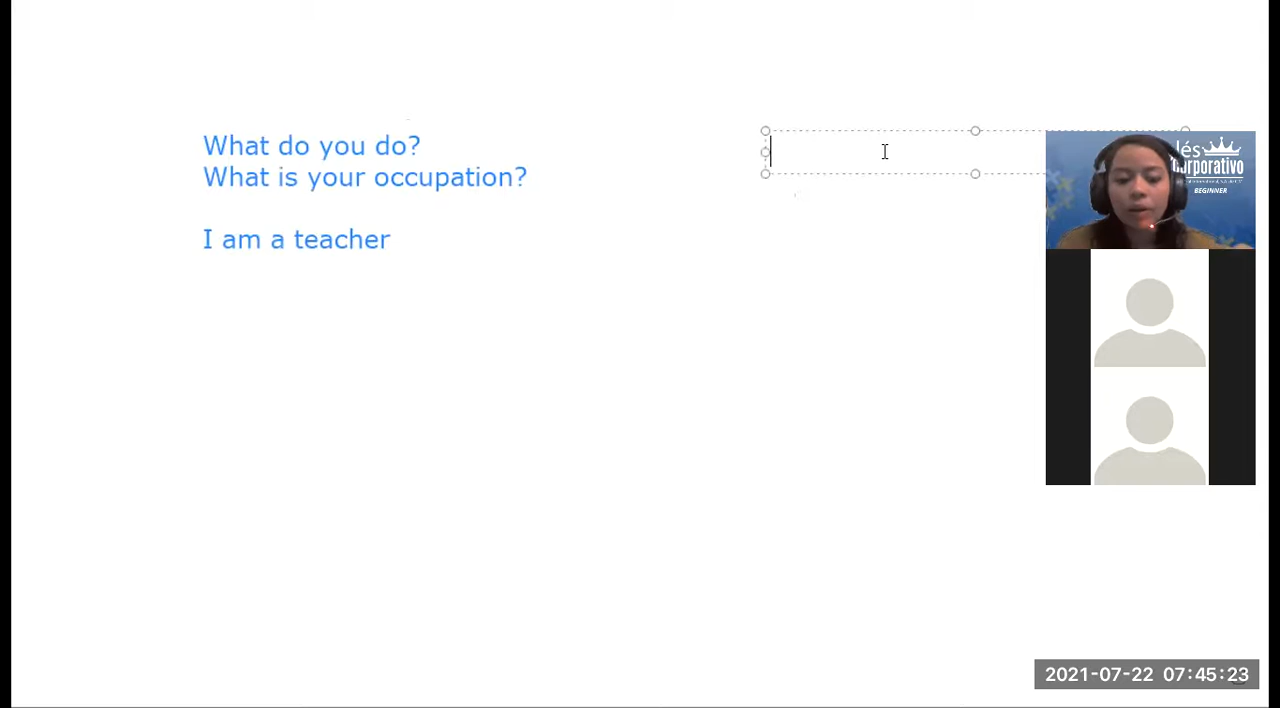 What do you do?
What is your occupation?
I am a teacher
BEGINNER
2021-07-22 07:45:23